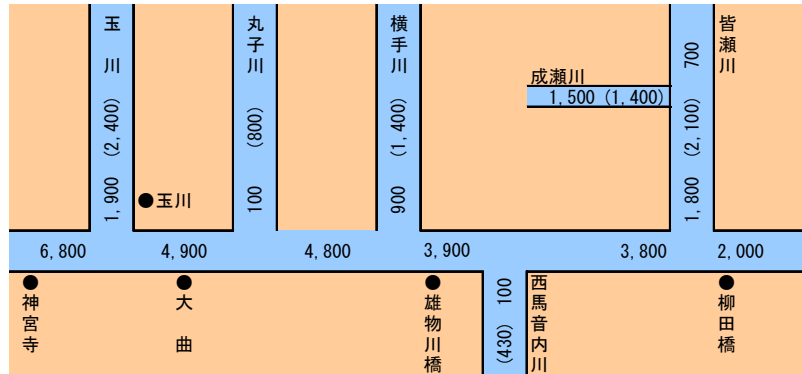 玉川
1,900 (2,400)
丸子川
100 (800)
横手川
900 (1,400)
成瀬川
1,500 (1,400)
皆瀬川
700
1,800 (2,100)
●玉川
6,800
4,900
4,800
3,900
3,800
2,000
●神宮寺
●大曲
●雄物川橋
(430) 100
西馬音内川
●柳田橋